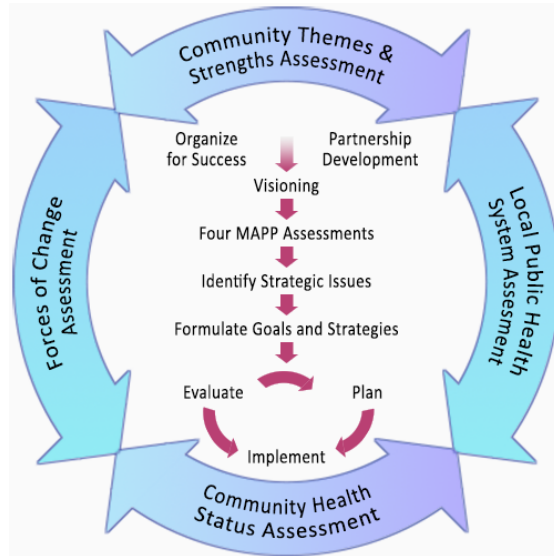 Community Themes &
Strengths Assessment
Organize
for Success
Partnership
Development
Visioning
Four MAPP Assessments
Identify Strategic Issues
Formulate Goals and Strategies
Evaluate
Plan
Implement
Forces of Change
Assessment
Local Public Health
System Assesment
Community Health
Status Assessment